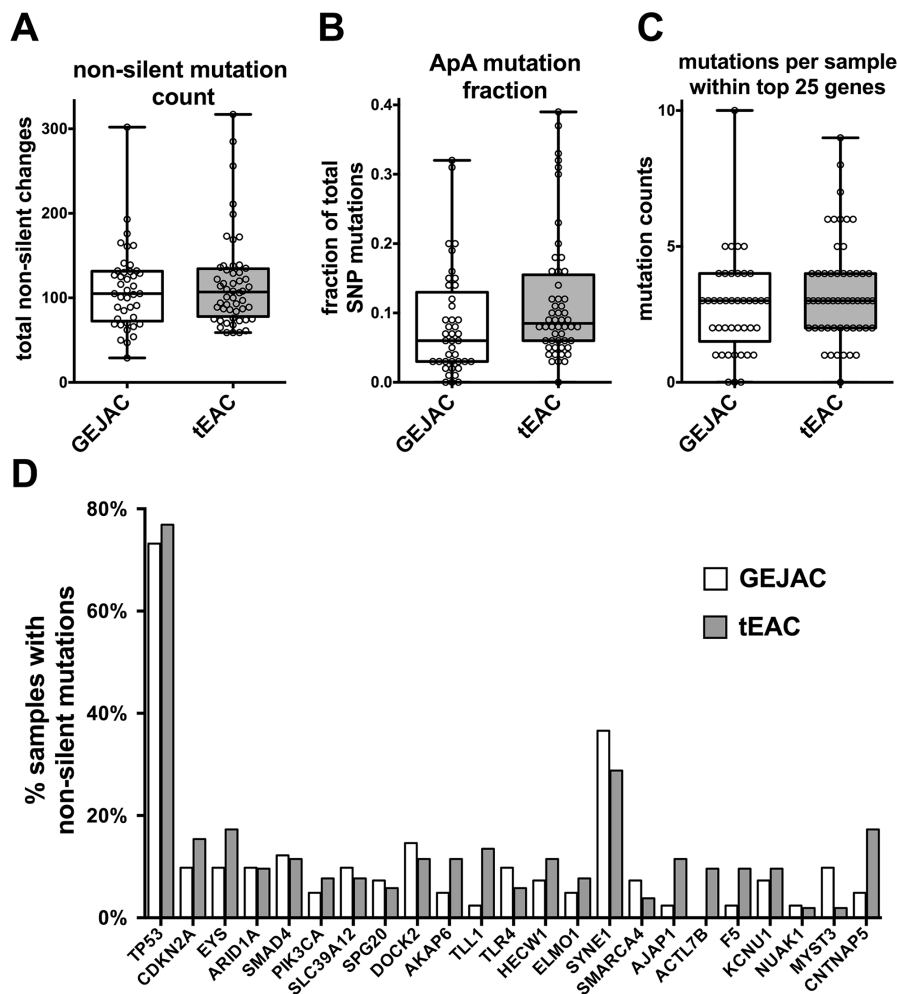 A
non-silent mutation
count
total non-silent changes
300
200
100
0
GEJAC
tEAC
B
ApA mutation
fraction
fraction of total
SNP mutations
0.4
0.3
0.2
0.1
0.0
GEJAC
tEAC
C
mutations per sample
within top 25 genes
mutation counts
10
5
0
GEJAC
tEAC
D
% samples with
non-silent mutations
80%
60%
40%
20%
0%
GEJAC
tEAC
TP53
CDKN2A
EYS
ARID1A
SMAD4
PIK3CA
SLC39A12
SPG20
DOCK2
AKAP6
TLL1
TLR4
HECW1
ELMO1
SYNE1
SMARCA4
AJAP1
ACTL7B
F5
KCNU1
NUAK1
MYST3
CNTNAP5